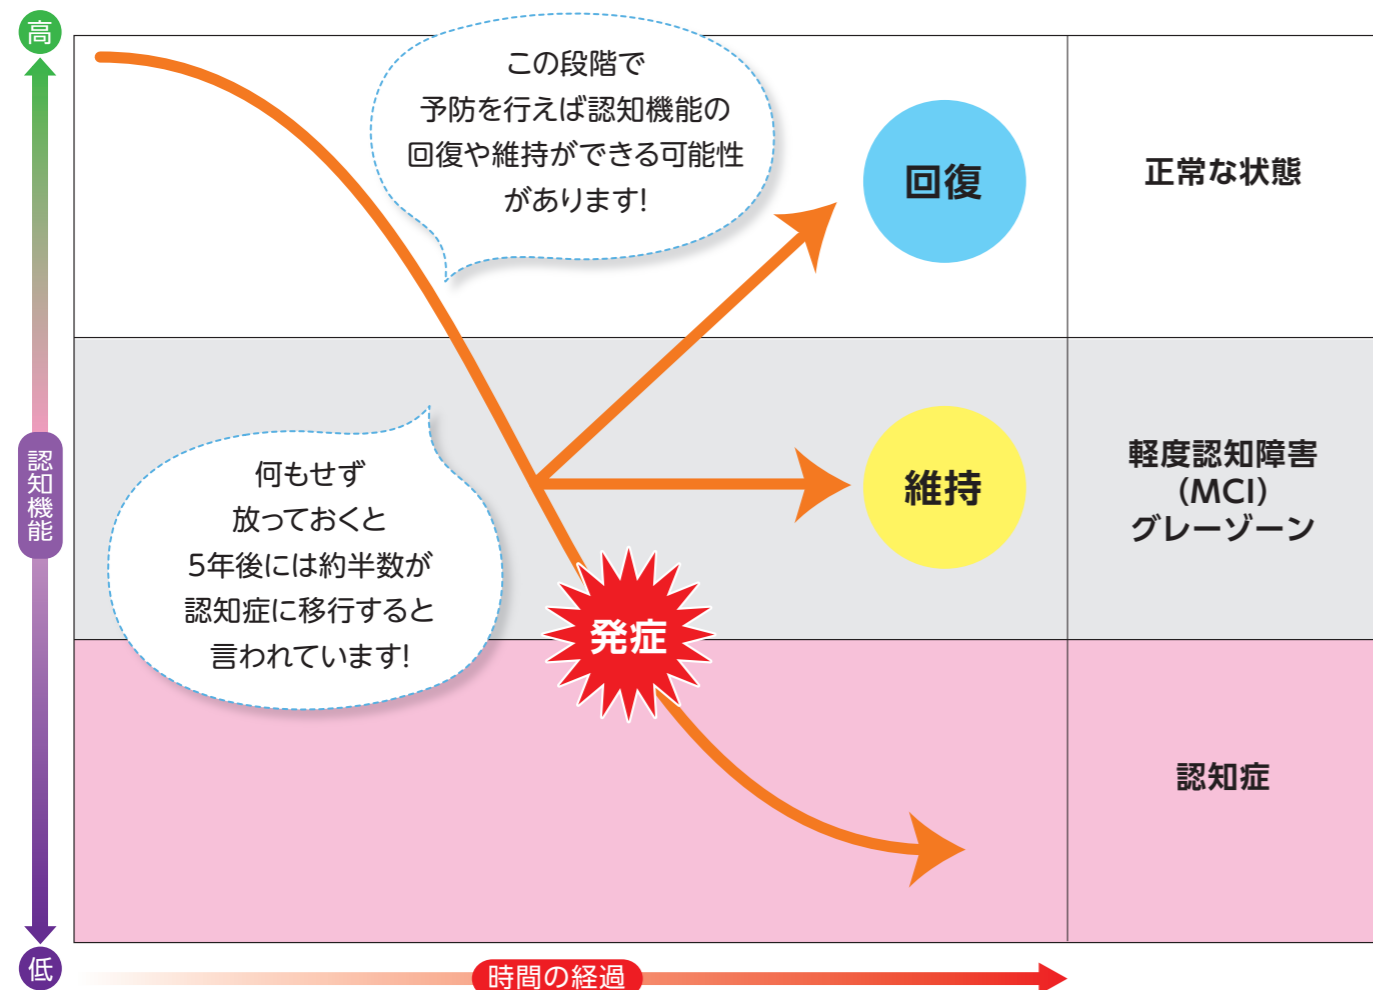 高
この段階で
予防を行えば認知機能の
回復や維持ができる可能性
があります!
回復
正常な状態
認知機能
何もせず
放っておくと
5年後には約半数が
認知症に移行すると
言われています!
維持
軽度認知障害
(MCI)
グレーゾーン
発症
認知症
低
時間の経過